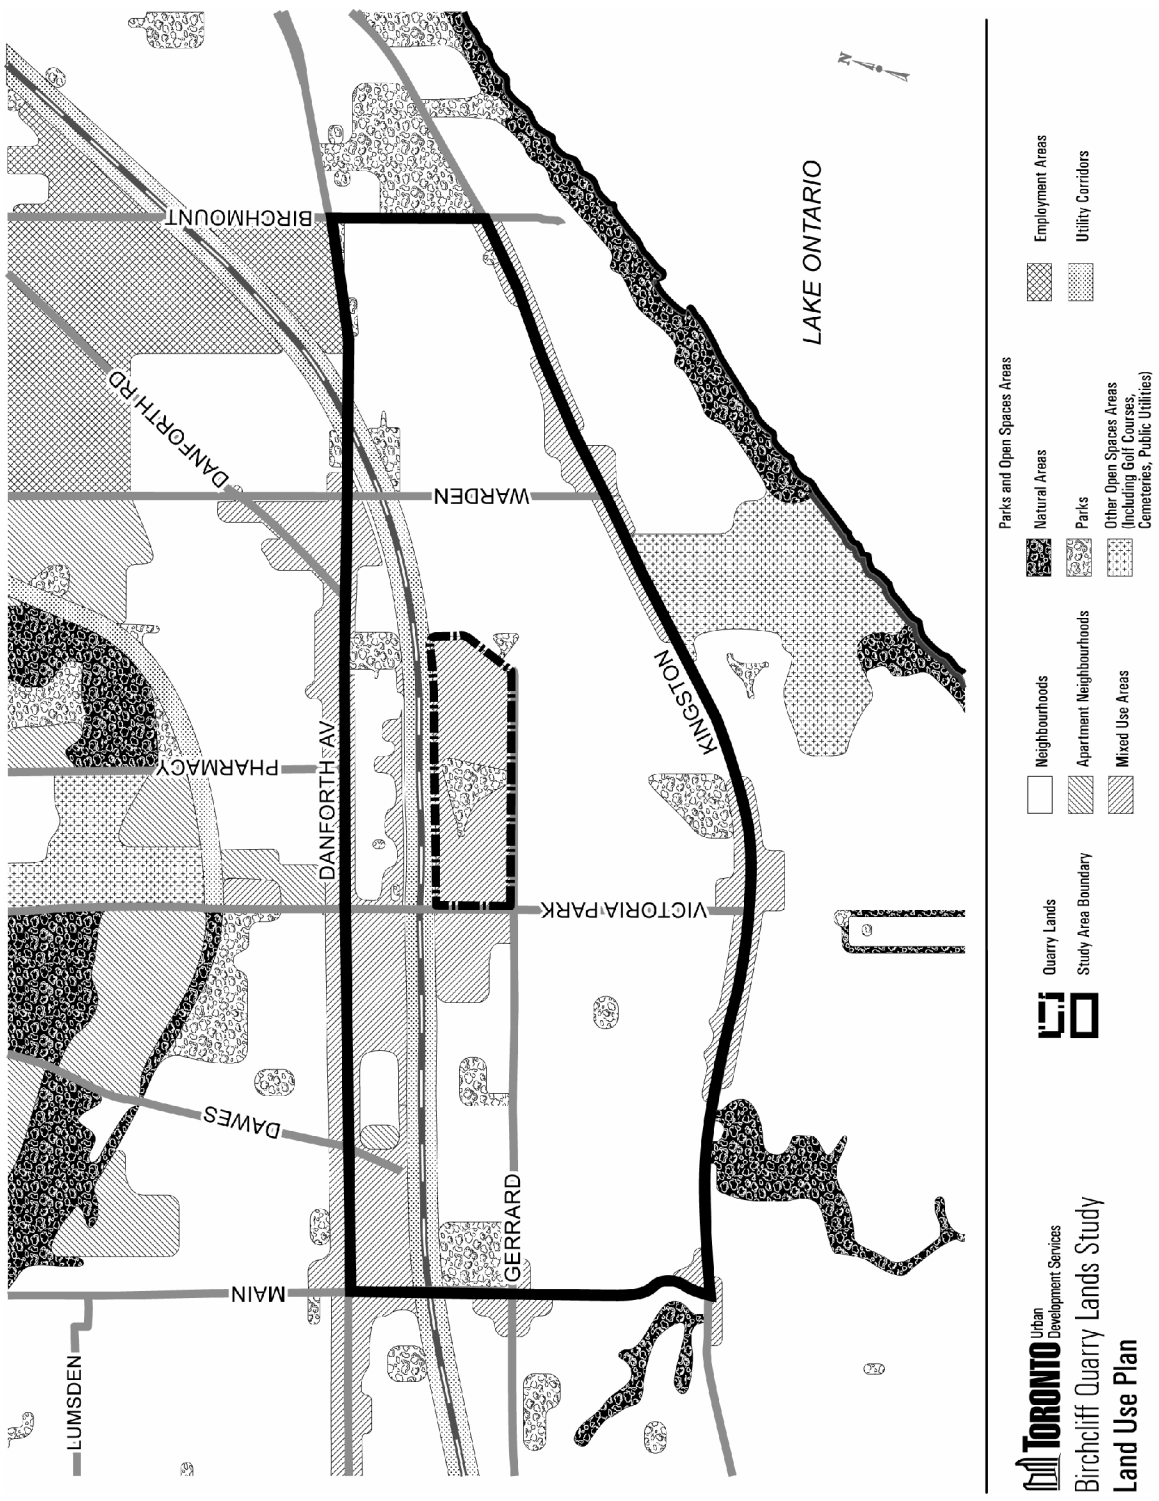 BIRCHMOUNT
DANFORTH RD
WARDEN
DANFORTH AV
PHARMACY
KINGSTON
VICTORIA PARK
DAWES
GERRARD
MAIN
LUMSDEN
LAKE ONTARIO
N
TORONTO Urban
Development Services
Birchcliff Quarry Lands Study
Land Use Plan
Quarry Lands
Study Area Boundary
Neighbourhoods
Apartment Neighbourhoods
Mixed Use Areas
Parks and Open Spaces Areas
Natural Areas
Parks
Other Open Spaces Areas
(Including Golf Courses,
Cemeteries, Public Utilities)
Employment Areas
Utility Corridors